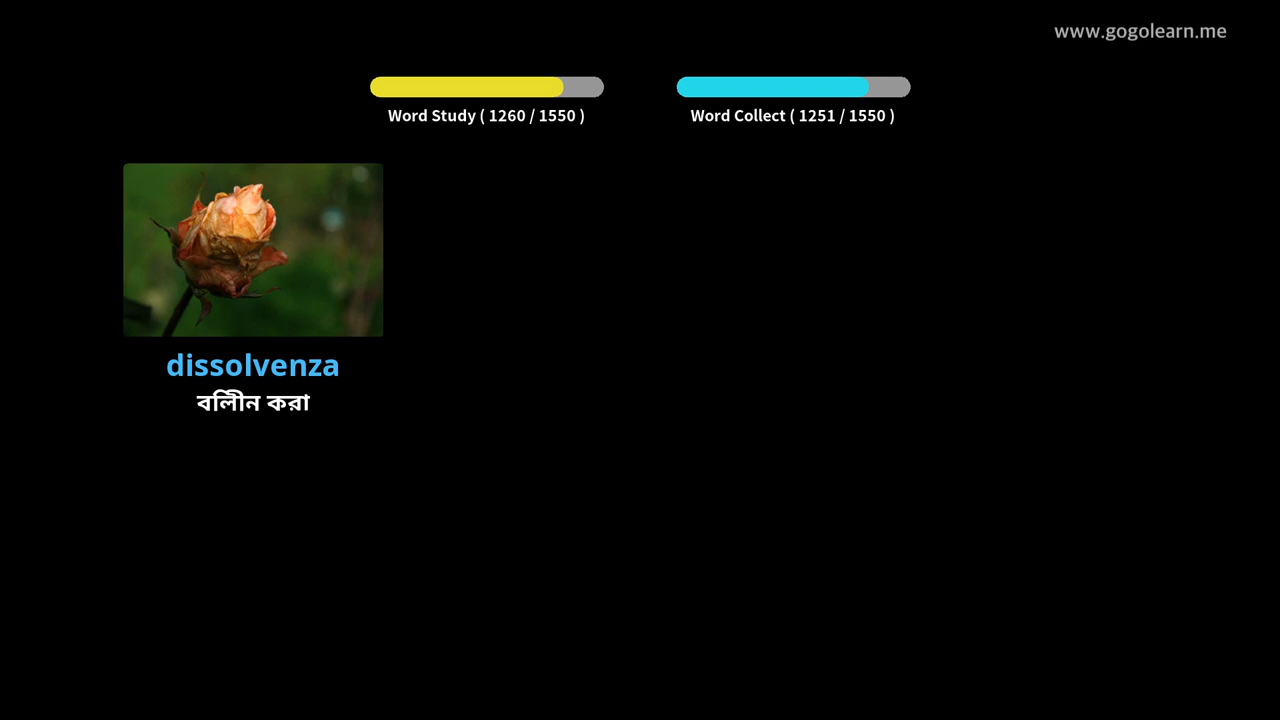 www.gogolearn.me
Word Study ( 1260 / 1550 )
Word Collect ( 1251 / 1550 )
dissolvenza
বিলীন করা